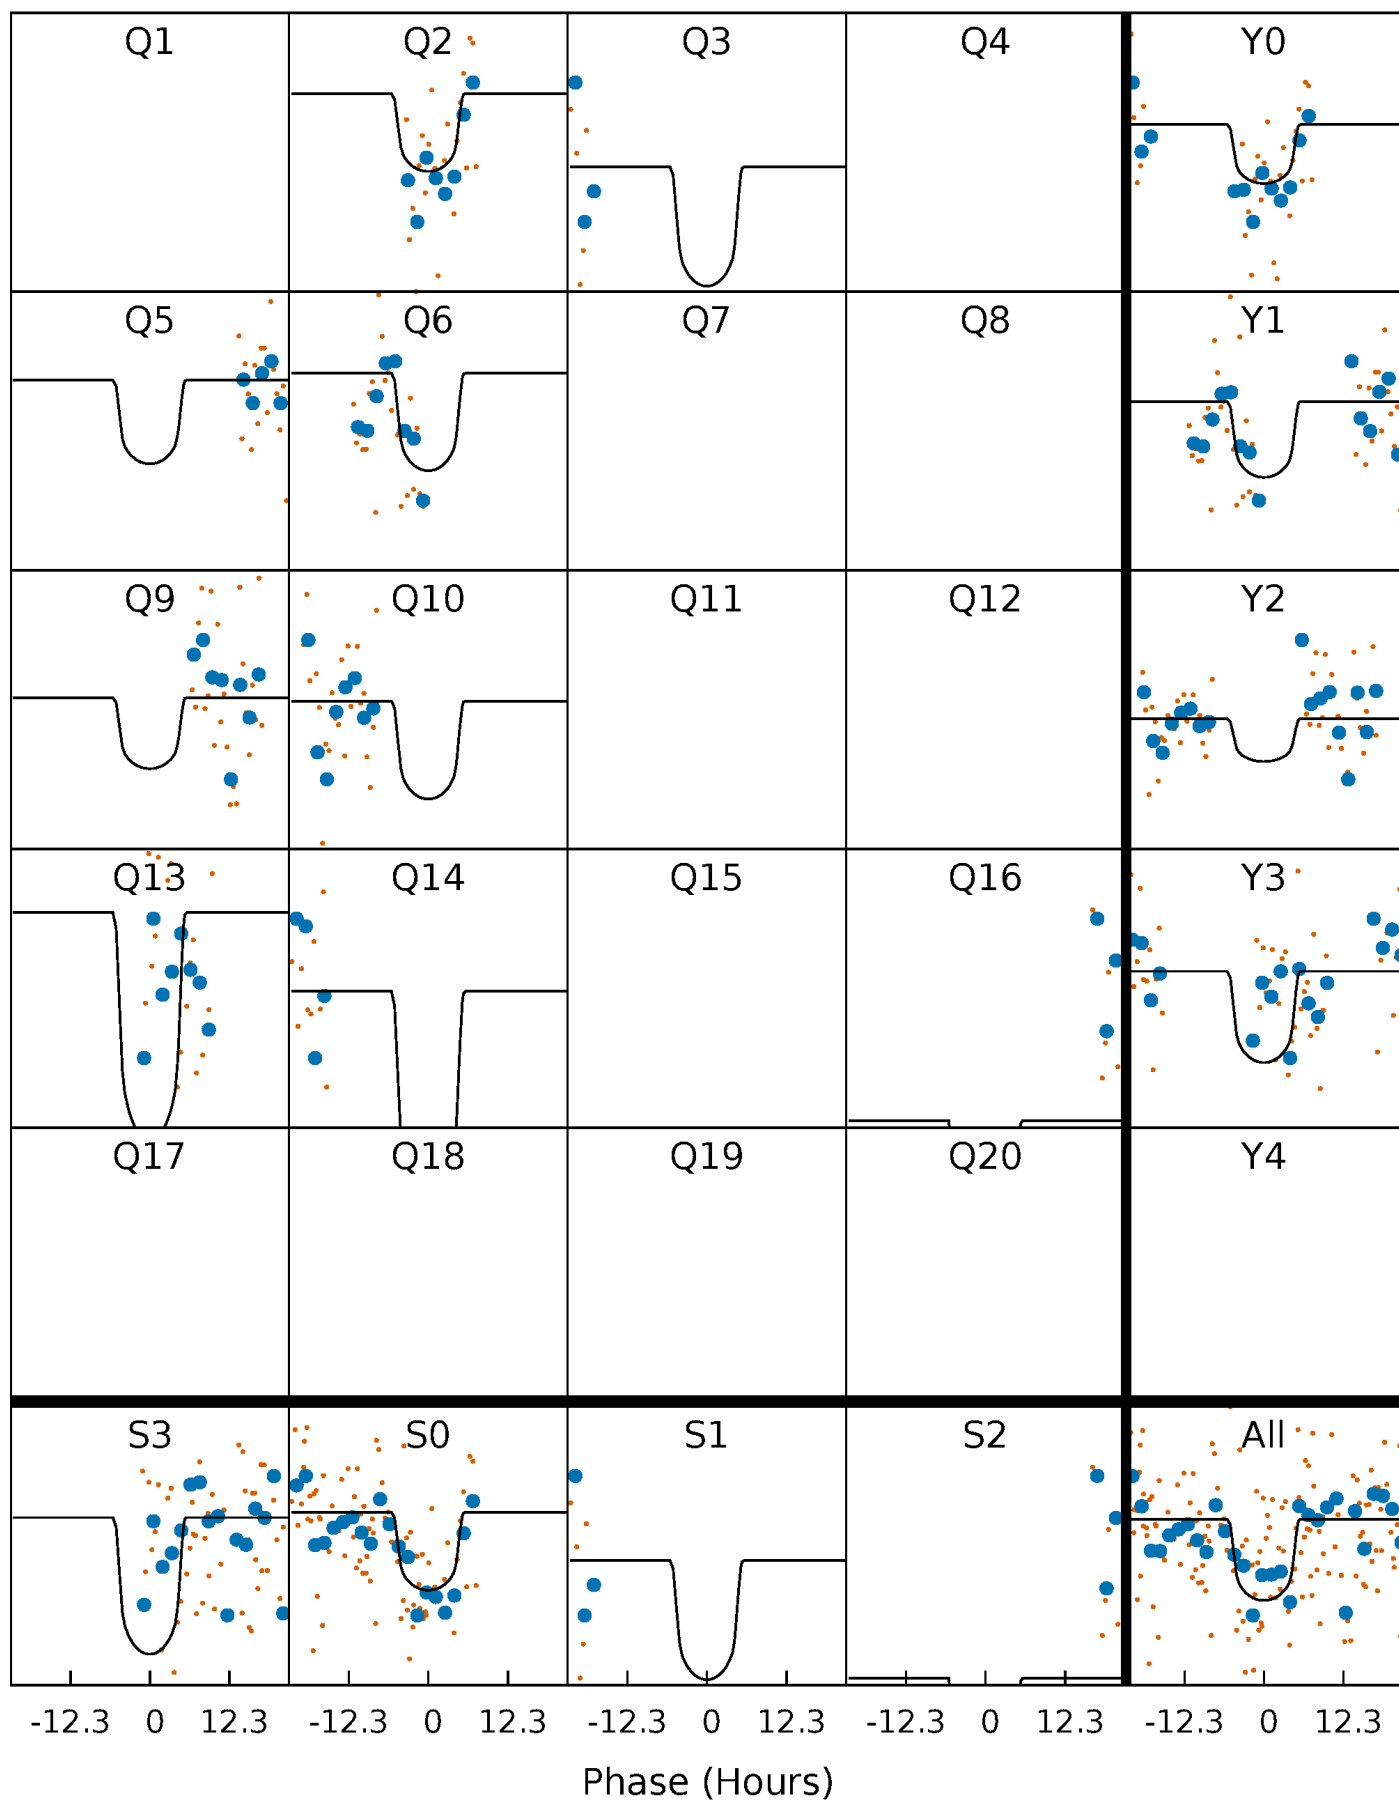 Q1 Q2 Q3 Q4 Y0
Q5 Q6 Q7 Q8 Y1
Q9 Q10 Q11 Q12 Y2
Q13 Q14 Q15 Q16 Y3
Q17 Q18 Q19 Q20 Y4
S3 S0 S1 S2 All
-12.3 0 12.3 -12.3 0 12.3 -12.3 0 12.3 -12.3 0 12.3 -12.3 0 12.3
Phase (Hours)